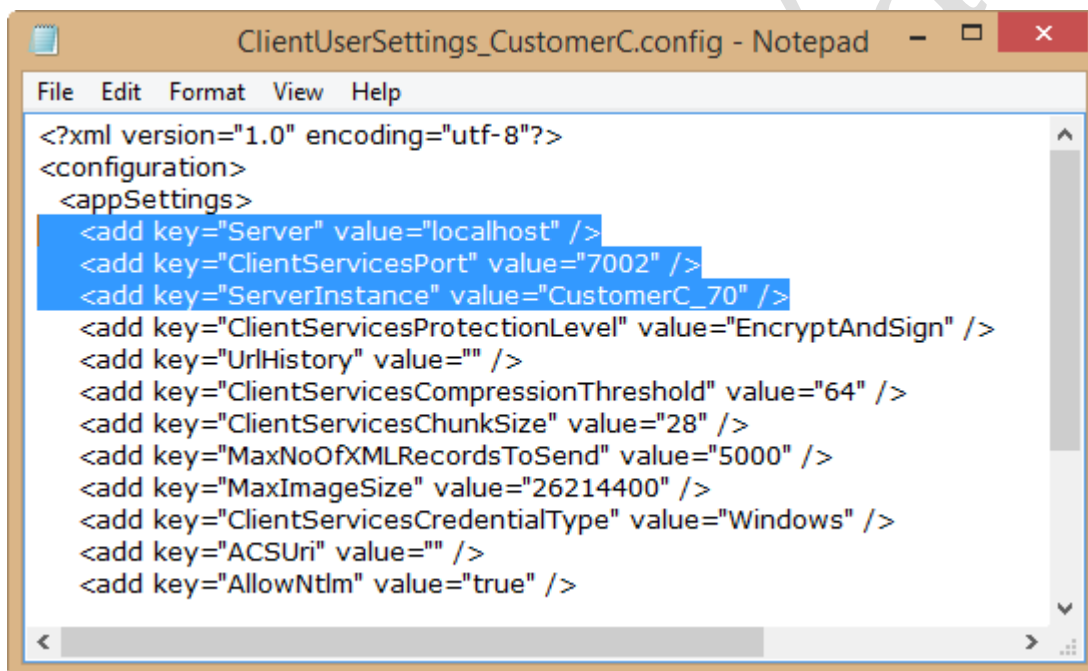 ClientUserSettings_CustomerC.config - Notepad
File Edit Format View Help
<?xml version="1.0" encoding="utf-8"?>
<configuration>
<appSettings>
<add key="Server" value="localhost" />
<add key="ClientServicesPort" value="7002" />
<add key="ServerInstance" value="CustomerC_70" />
<add key="ClientServicesProtectionLevel" value="EncryptAndSign" />
<add key="UrlHistory" value="" />
<add key="ClientServicesCompressionThreshold" value="64" />
<add key="ClientServicesChunkSize" value="28" />
<add key="MaxNoOfXMLRecordsToSend" value="5000" />
<add key="MaxImageSize" value="26214400" />
<add key="ClientServicesCredentialType" value="Windows" />
<add key="ACSUri" value="" />
<add key="AllowNtlm" value="true" />